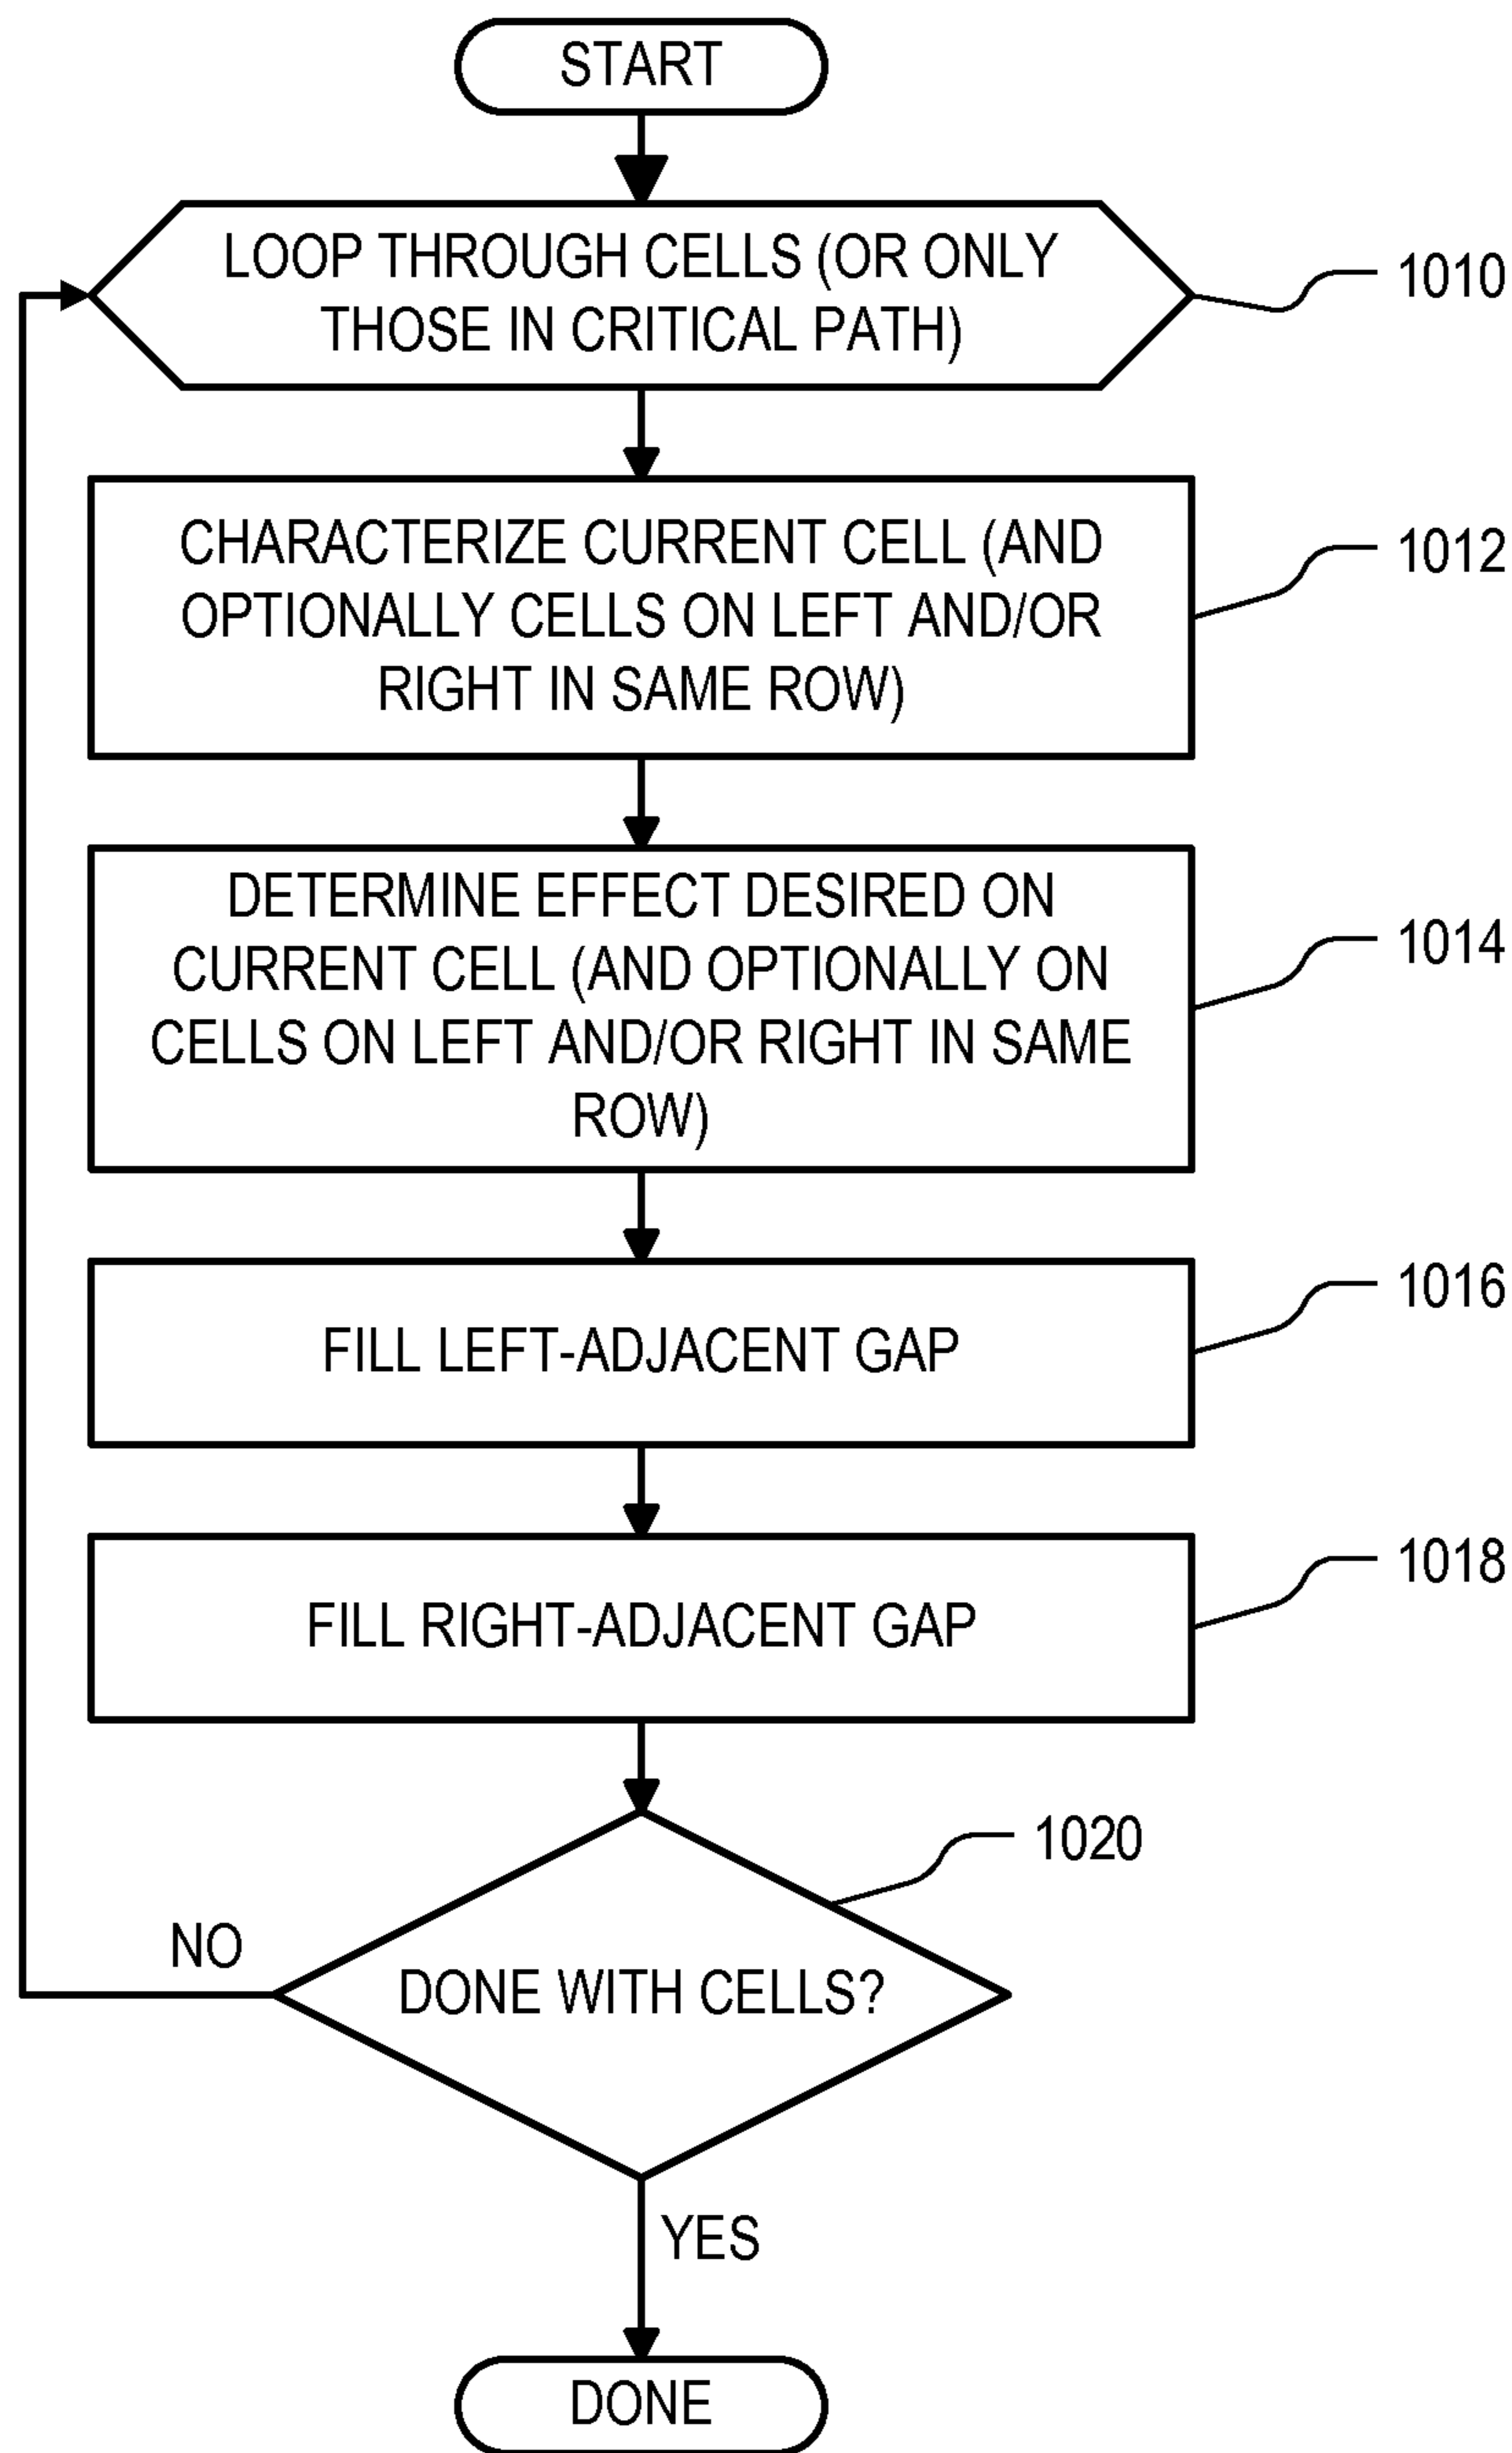 START
LOOP THROUGH CELLS (OR ONLY
THOSE IN CRITICAL PATH)
1010
CHARACTERIZE CURRENT CELL (AND
OPTIONALLY CELLS ON LEFT AND/OR
RIGHT IN SAME ROW)
1012
DETERMINE EFFECT DESIRED ON
CURRENT CELL (AND OPTIONALLY ON
CELLS ON LEFT AND/OR RIGHT IN SAME
ROW)
1014
FILL LEFT-ADJACENT GAP
1016
FILL RIGHT-ADJACENT GAP
1018
1020
NO
DONE WITH CELLS?
YES
DONE